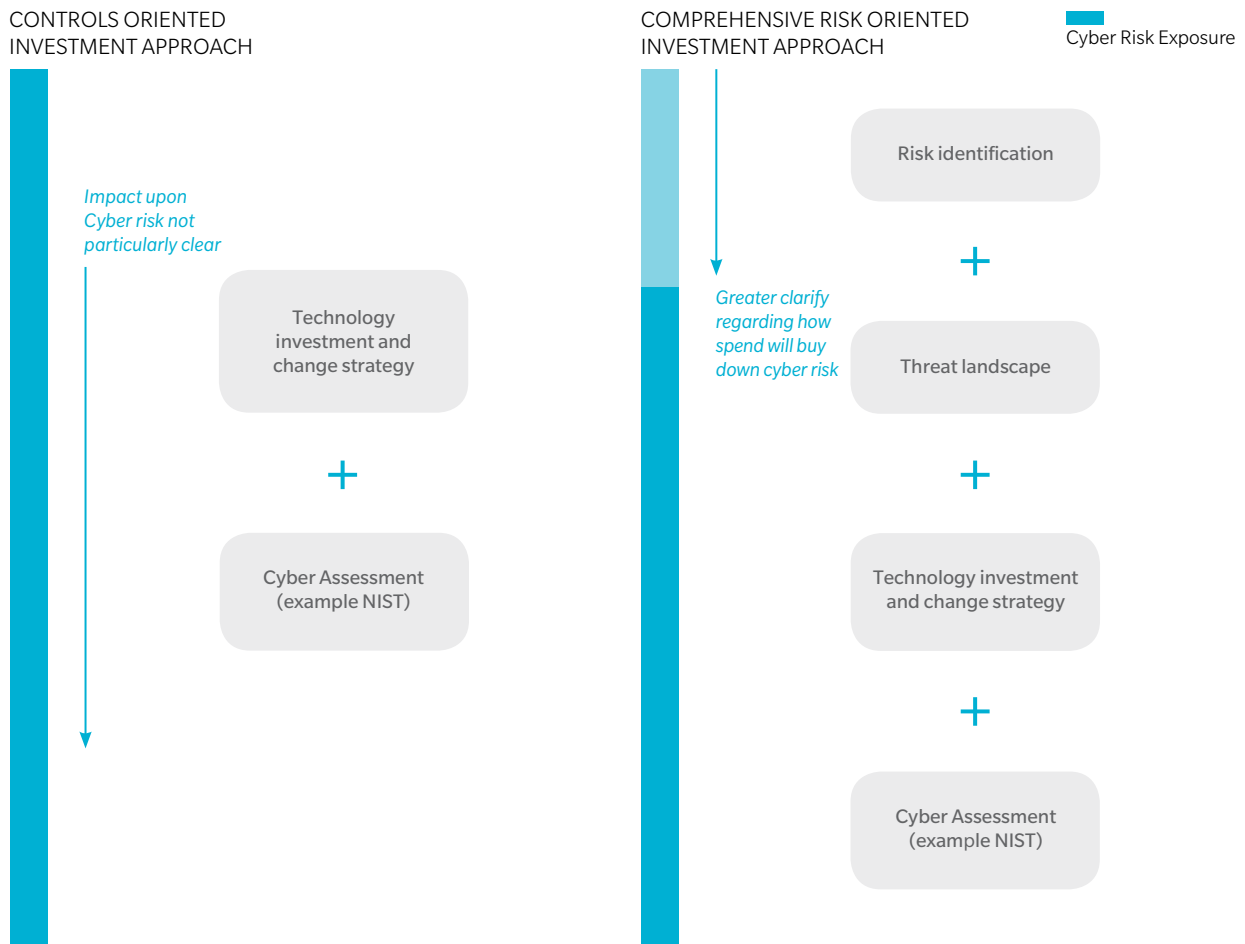 CONTROLS ORIENTED
INVESTMENT APPROACH
Impact upon
Cyber risk not
particularly clear
Technology
investment and
change strategy
+
Cyber Assessment
(example NIST)
COMPREHENSIVE RISK ORIENTED
INVESTMENT APPROACH
Cyber Risk Exposure
Greater clarify
regarding how
spend will buy
down cyber risk
Risk identification
+
Threat landscape
+
Technology investment
and change strategy
+
Cyber Assessment
(example NIST)